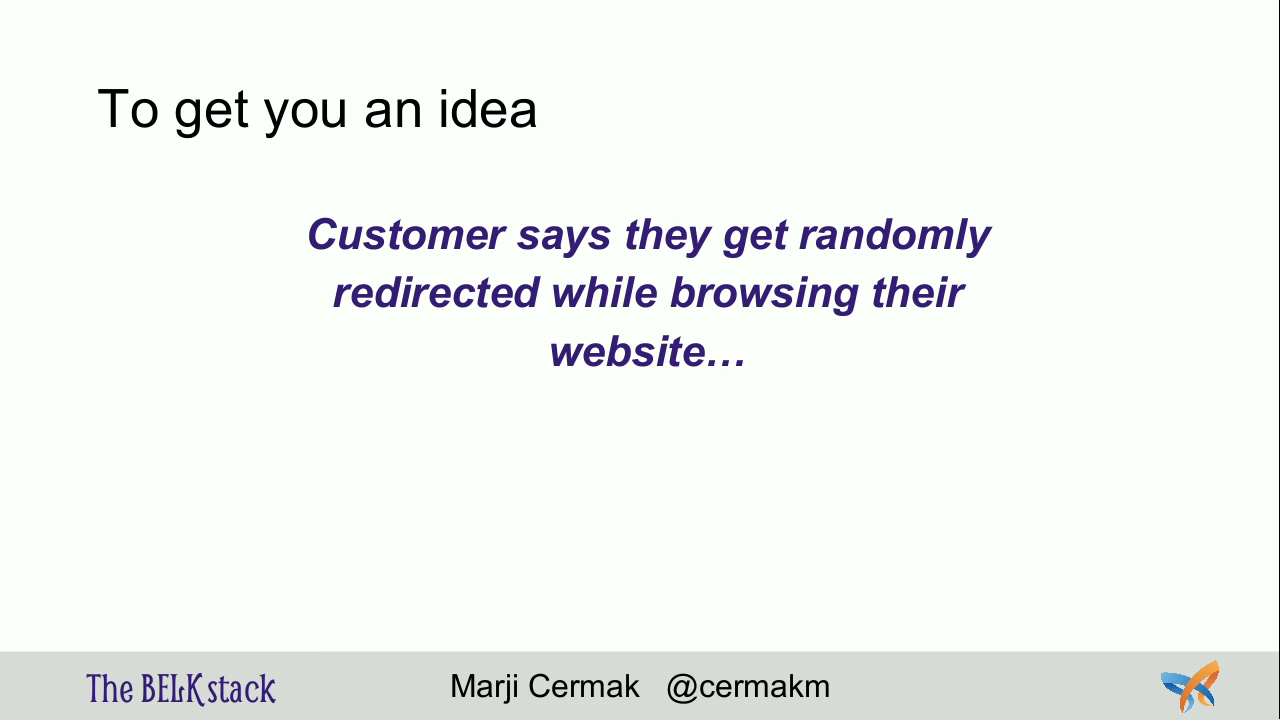 To get you an idea
Customer says they get randomly
redirected while browsing their
website…
The BELK stack
Marji Cermak @cermakm